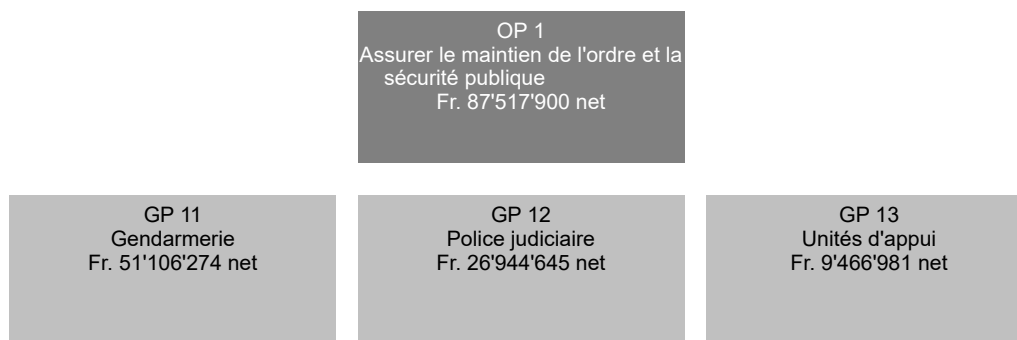 OP 1
Assurer le maintien de l'ordre et la
sécurité publique
Fr. 87'517'900 net
GP 11
Gendarmerie
Fr. 51'106'274 net
GP 12
Police judiciaire
Fr. 26'944'645 net
GP 13
Unités d'appui
Fr. 9'466'981 net